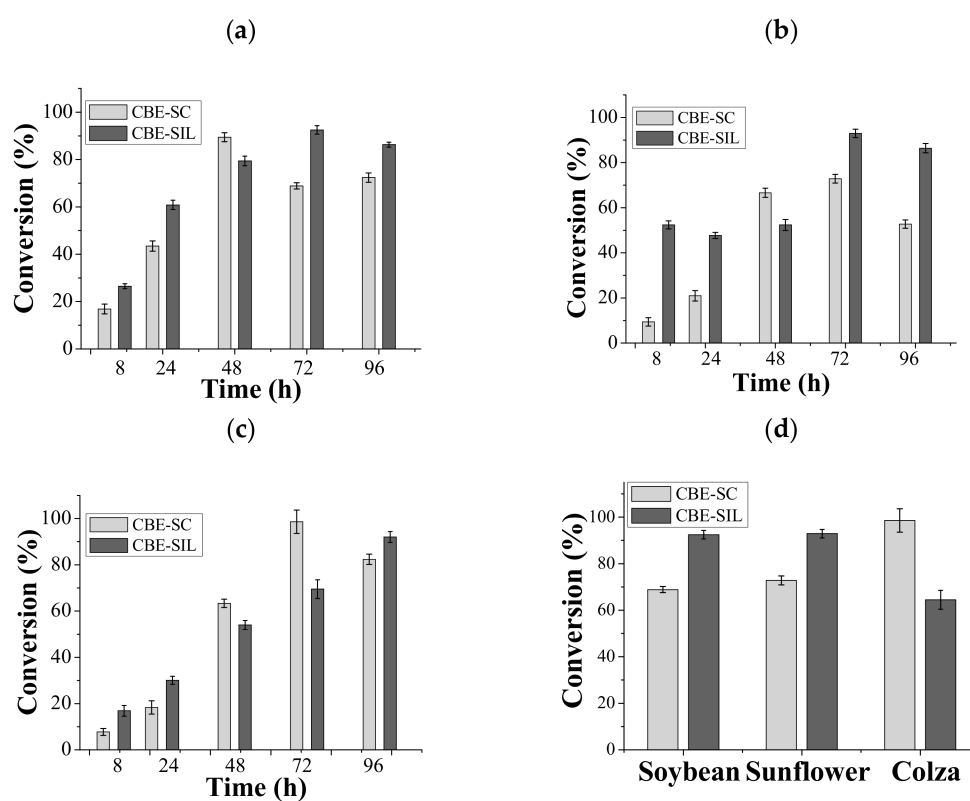 (a)
CBE-SC
CBE-SIL
Conversion (%)
100
80
60
40
20
0
8 24 48 72 96
Time (h)
(b)
CBE-SC
CBE-SIL
Conversion (%)
100
80
60
40
20
0
8 24 48 72 96
Time (h)
(c)
CBE-SC
CBE-SIL
Conversion (%)
100
80
60
40
20
0
8 24 48 72 96
Time (h)
(d)
CBE-SC
CBE-SIL
Conversion (%)
100
80
60
40
20
0
Soybean Sunflower Colza